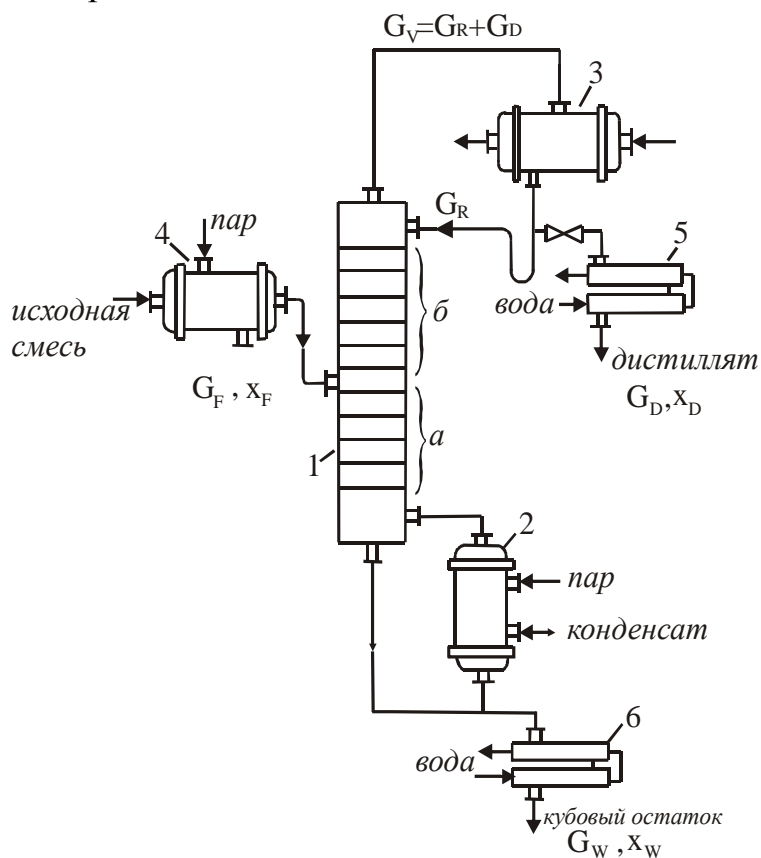 G_V=G_R+G_D
3
G_R
4
пар
5
вода
исходная
смесь
б
дистиллят
G_F , x_F
G_D,x_D
а
1
2
пар
конденсат
6
вода
кубовый остаток
G_W ,x_W